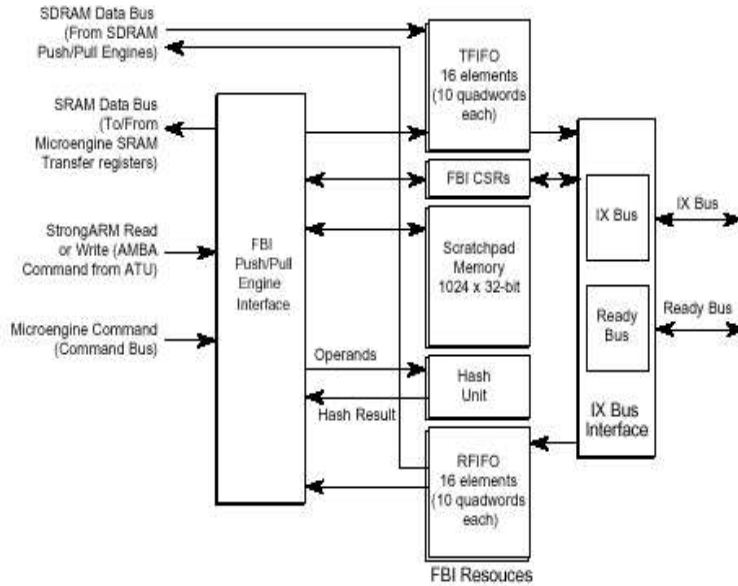 SDRAM Data Bus
(From SDRAM
Push/Pull Engines)
SRAM Data Bus
(To/From
Microengine SRAM
Transfer registers)
StrongARM Read
or Write (AMBA
Command from ATU)
Microengine Command
(Command Bus)
FBI
Push/Pull
Engine
Interface
Operands
Hash Result
TFIFO
16 elements
(10 quadwords
each)
FBI CSRs
Scratchpad
Memory
1024 x 32-bit
Hash
Unit
RFIFO
16 elements
(10 quadwords
each)
FBI Resouces
IX Bus
Ready
Bus
IX Bus
Interface
IX Bus
Ready Bus